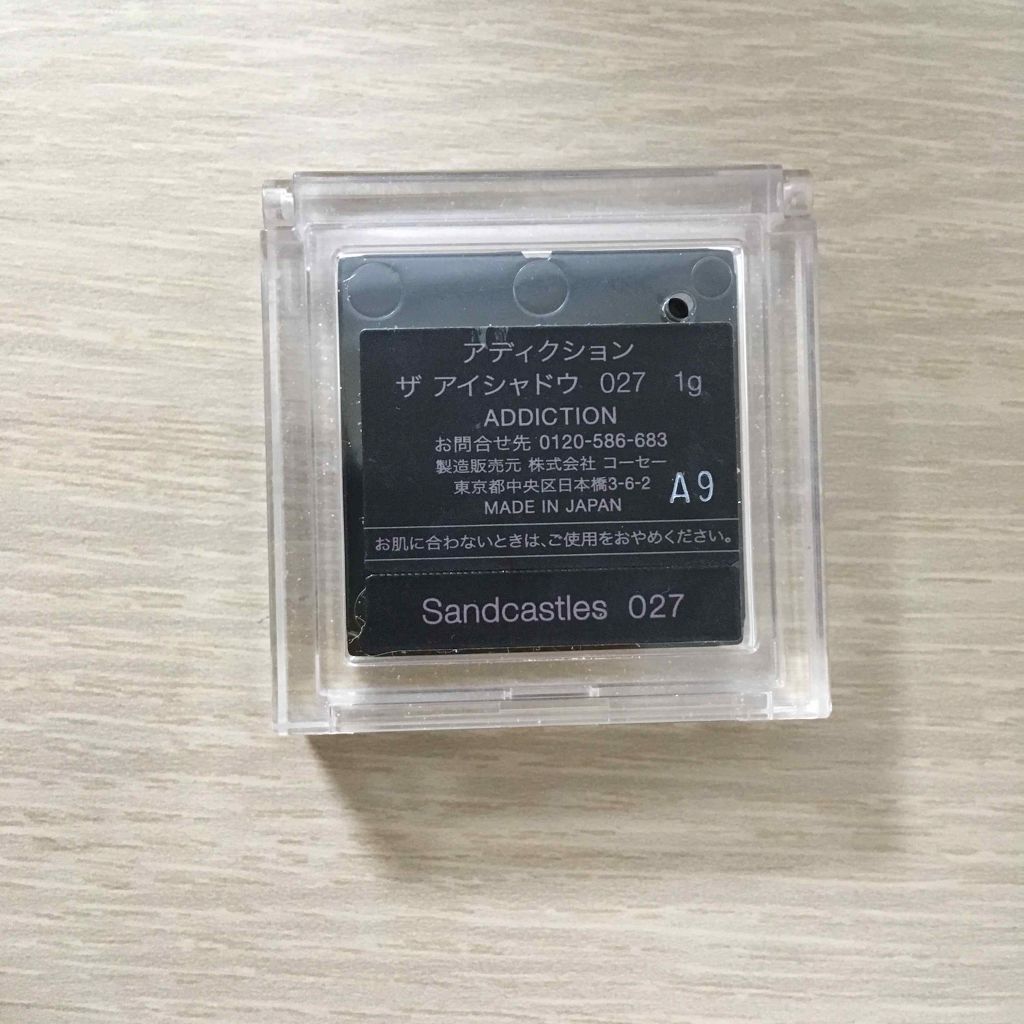 アディクション
ザ アイシャドウ 027 1g
ADDICTION
お問合せ先 0120-586-683
製造販売元 株式会社 コーセー
東京都中央区日本橋3-6-2
A9
MADE IN JAPAN
お肌に合わないときは、ご使用をおやめください。
Sandcastles 027